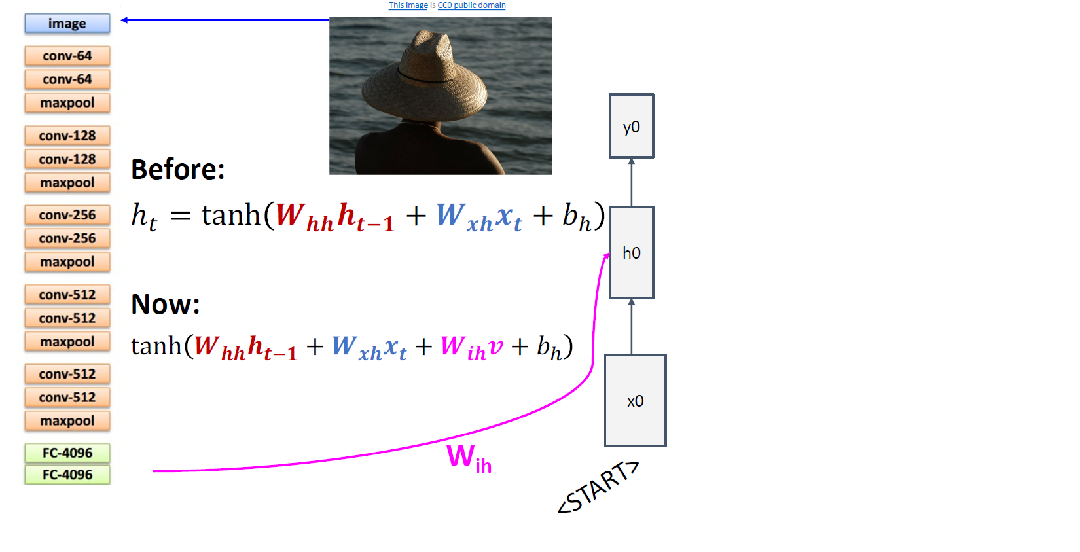 This image is CC0 public domain
image
conv-64
conv-64
maxpool
conv-128
conv-128
maxpool
conv-256
conv-256
maxpool
conv-512
conv-512
maxpool
conv-512
conv-512
maxpool
FC-4096
FC-4096
Before:
h_t = tanh(W_{hh}h_{t-1} + W_{xh}x_t + b_h)
Now:
tanh(W_{hh}h_{t-1} + W_{xh}x_t + W_{ih}v + b_h)
W_{ih}
y0
h0
x0
<START>